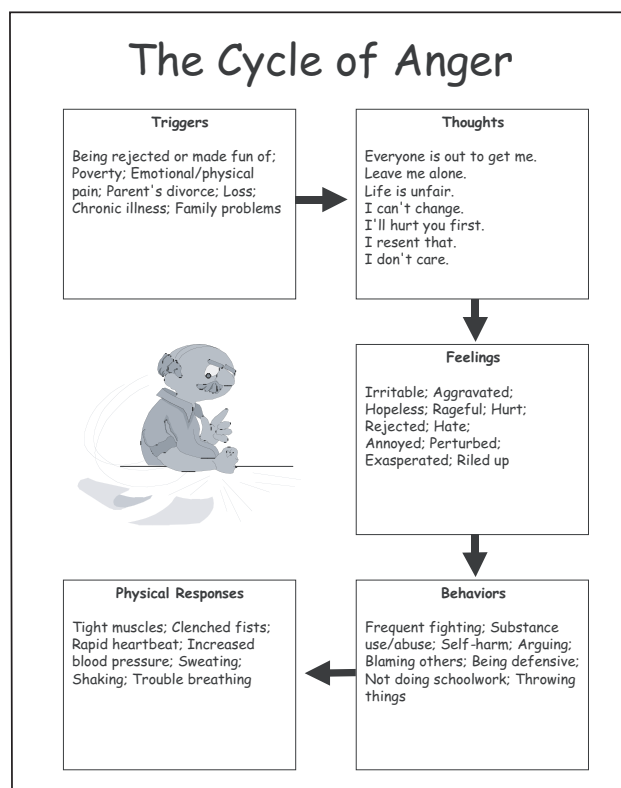 The Cycle of Anger
Triggers
Being rejected or made fun of;
Poverty; Emotional/physical
pain; Parent's divorce; Loss;
Chronic illness; Family problems
Thoughts
Everyone is out to get me.
Leave me alone.
Life is unfair.
I can't change.
I'll hurt you first.
I resent that.
I don't care.
Feelings
Irritable; Aggravated;
Hopeless; Rageful; Hurt;
Rejected; Hate;
Annoyed; Perturbed;
Exasperated; Riled up
Behaviors
Frequent fighting; Substance
use/abuse; Self-harm; Arguing;
Blaming others; Being defensive;
Not doing schoolwork; Throwing
things
Physical Responses
Tight muscles; Clenched fists;
Rapid heartbeat; Increased
blood pressure; Sweating;
Shaking; Trouble breathing